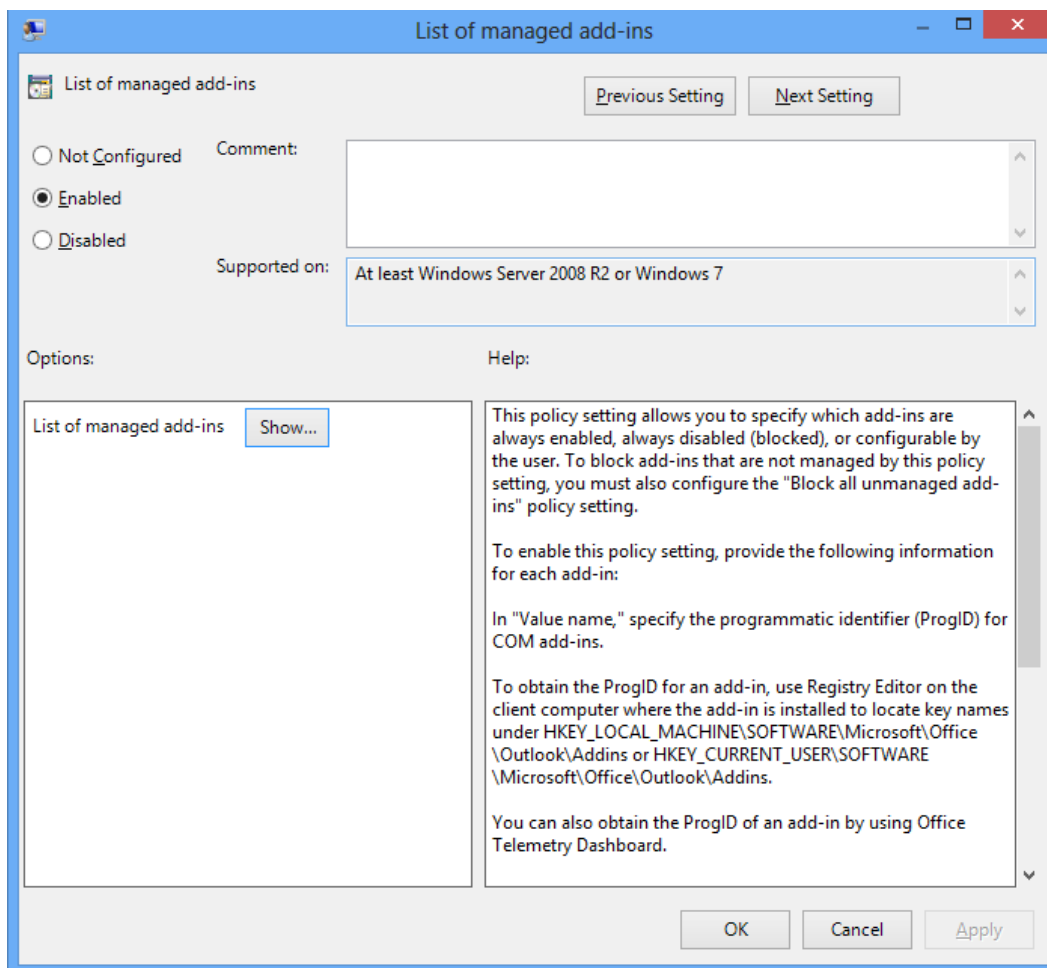 List of managed add-ins
List of managed add-ins
Previous Setting
Next Setting
Not Configured
Comment:
Enabled
Disabled
Supported on:
At least Windows Server 2008 R2 or Windows 7
Options:
Help:
List of managed add-ins
Show...
This policy setting allows you to specify which add-ins are
always enabled, always disabled (blocked), or configurable by
the user. To block add-ins that are not managed by this policy
setting, you must also configure the "Block all unmanaged add-
ins" policy setting.
To enable this policy setting, provide the following information
for each add-in:
In "Value name," specify the programmatic identifier (ProgID) for
COM add-ins.
To obtain the ProgID for an add-in, use Registry Editor on the
client computer where the add-in is installed to locate key names
under HKEY_LOCAL_MACHINE\SOFTWARE\Microsoft\Office
\Outlook\Addins or HKEY_CURRENT_USER\SOFTWARE
\Microsoft\Office\Outlook\Addins.
You can also obtain the ProgID of an add-in by using Office
Telemetry Dashboard.
OK
Cancel
Apply